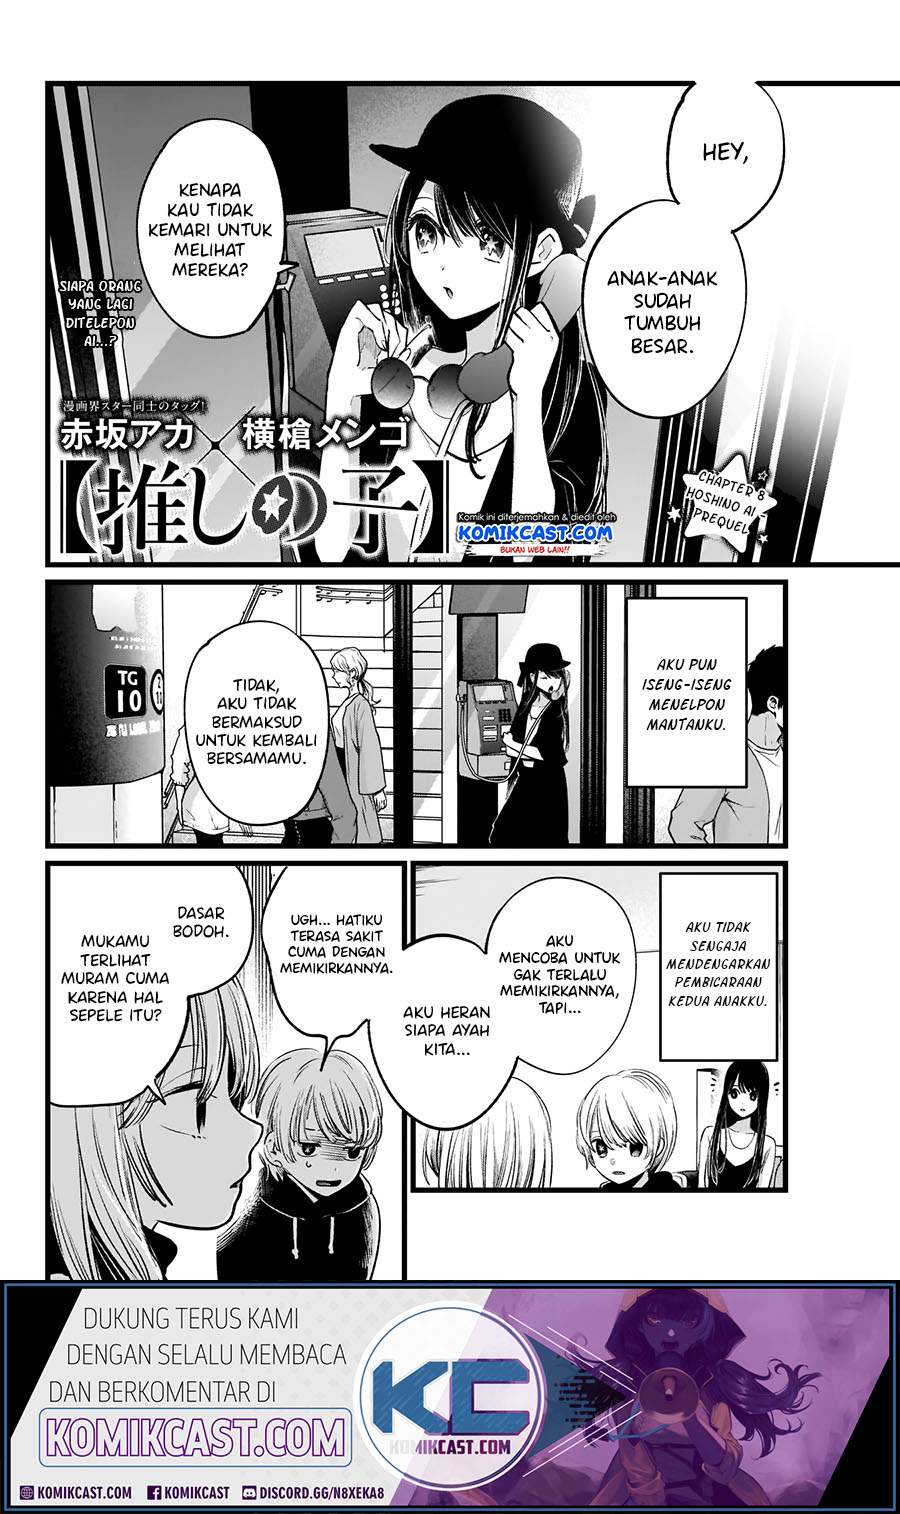 HEY,
ANAK-ANAK
SUDAH
TUMBUH
BESAR.
KENAPA
KAU TIDAK
KEMARI UNTUK
MELIHAT
MEREKA?
SIAPA ORANG
YANG LAGI
DITELEPON
AI...?
漫画界スター同士のタッグ!
赤坂アカ×横槍メンゴ
【推しの子】
CHAPTER 8
HOSHINO AI
PREQUEL
Komik ini diterjemahkan & diedit oleh
KOMIKCAST.COM
BUKAN WEB LAIN!!
AKU PUN
ISENG-ISENG
MENELPON
MANTANKU.
TIDAK,
AKU TIDAK
BERMAKSUD
UNTUK KEMBALI
BERSAMAMU.
TG
10
AKU TIDAK
SENGAJA
MENDENGARKAN
PEMBICARAAN
KEDUA ANAKKU.
AKU
MENCOBA UNTUK
GAK TERLALU
MEMIKIRKANNYA,
TAPI...
AKU HERAN
SIAPA AYAH
KITA...
UGH... HATIKU
TERASA SAKIT
CUMA DENGAN
MEMIKIRKANNYA.
DASAR
BODOH.
MUKAMU
TERLIHAT
MURAM CUMA
KARENA HAL
SEPELE ITU?
DUKUNG TERUS KAMI
DENGAN SELALU MEMBACA
DAN BERKOMENTAR DI
KOMIKCAST.COM
KC
KOMIKCAST.COM
KOMIKCAST.COM
KOMIKCAST
DISCORD.GG/N8XEKA8